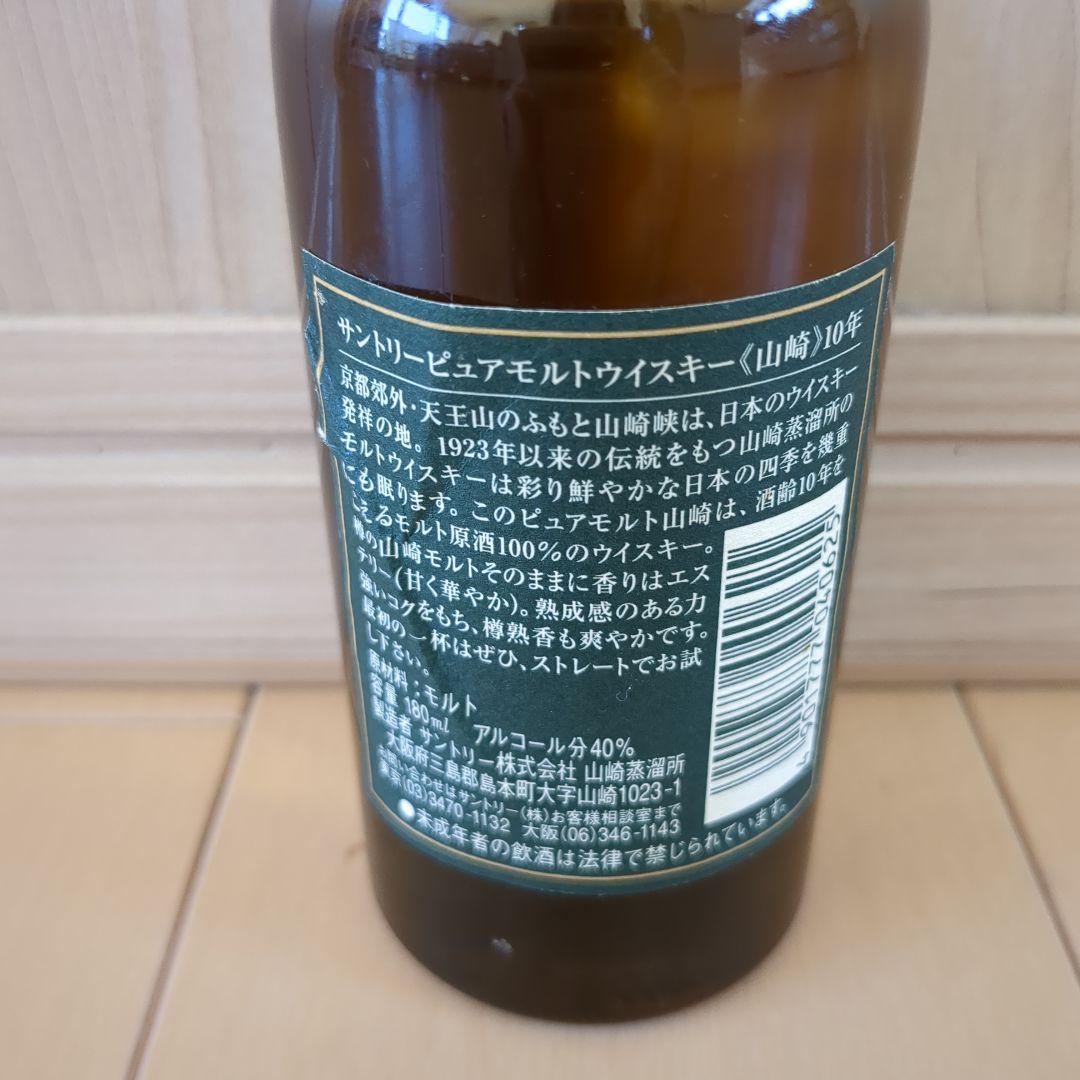 サントリーピュアモルトウイスキー《山崎》10年
京都郊外・天王山のふもと山崎峡は、日本のウイスキー
発祥の地。1923年以来の伝統をもつ山崎蒸溜所の
モルトウイスキーは彩り鮮やかな日本の四季を幾重
にも眠ります。このピュアモルト山崎は、酒齢10年を
こえるモルト原酒100%のウイスキー。
樽の山崎モルトそのままに香りはエス
テリー(甘く華やか)。熟成感のある力
強いコクをもち、樽熟香も爽やかです。
最初の一杯はぜひ、ストレートでお試
し下さい。
原材料:モルト
容量 180ml アルコール分40%
製造者 サントリー株式会社 山崎蒸溜所
大阪府三島郡島本町大字山崎1023-1
お問い合わせはサントリー(株)お客様相談室まで
東京(03)3470-1132 大阪(06)346-1143
●未成年者の飲酒は法律で禁じられています。